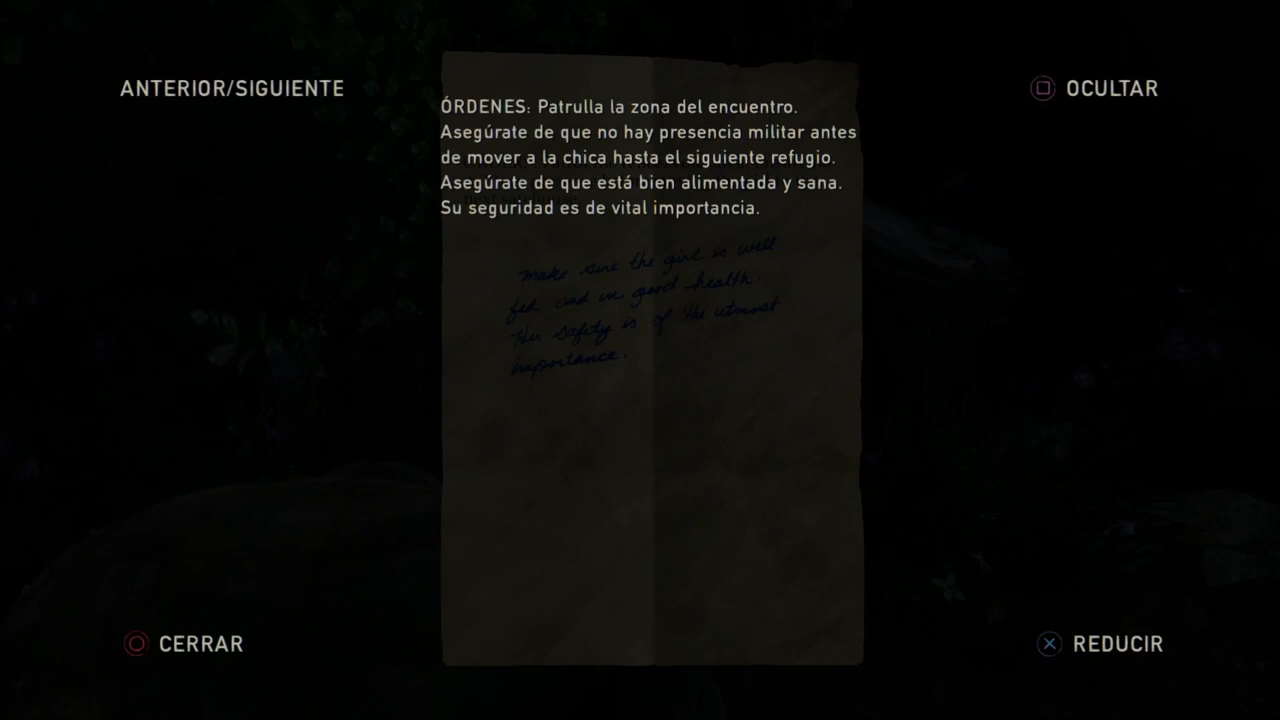 ANTERIOR/SIGUIENTE
OCULTAR
ÓRDENES: Patrulla la zona del encuentro.
Asegúrate de que no hay presencia militar antes
de mover a la chica hasta el siguiente refugio.
Asegúrate de que está bien alimentada y sana.
Su seguridad es de vital importancia.
make sure the girl is well
fed and in good health
Her safety is of the utmost
importance.
CERRAR
REDUCIR